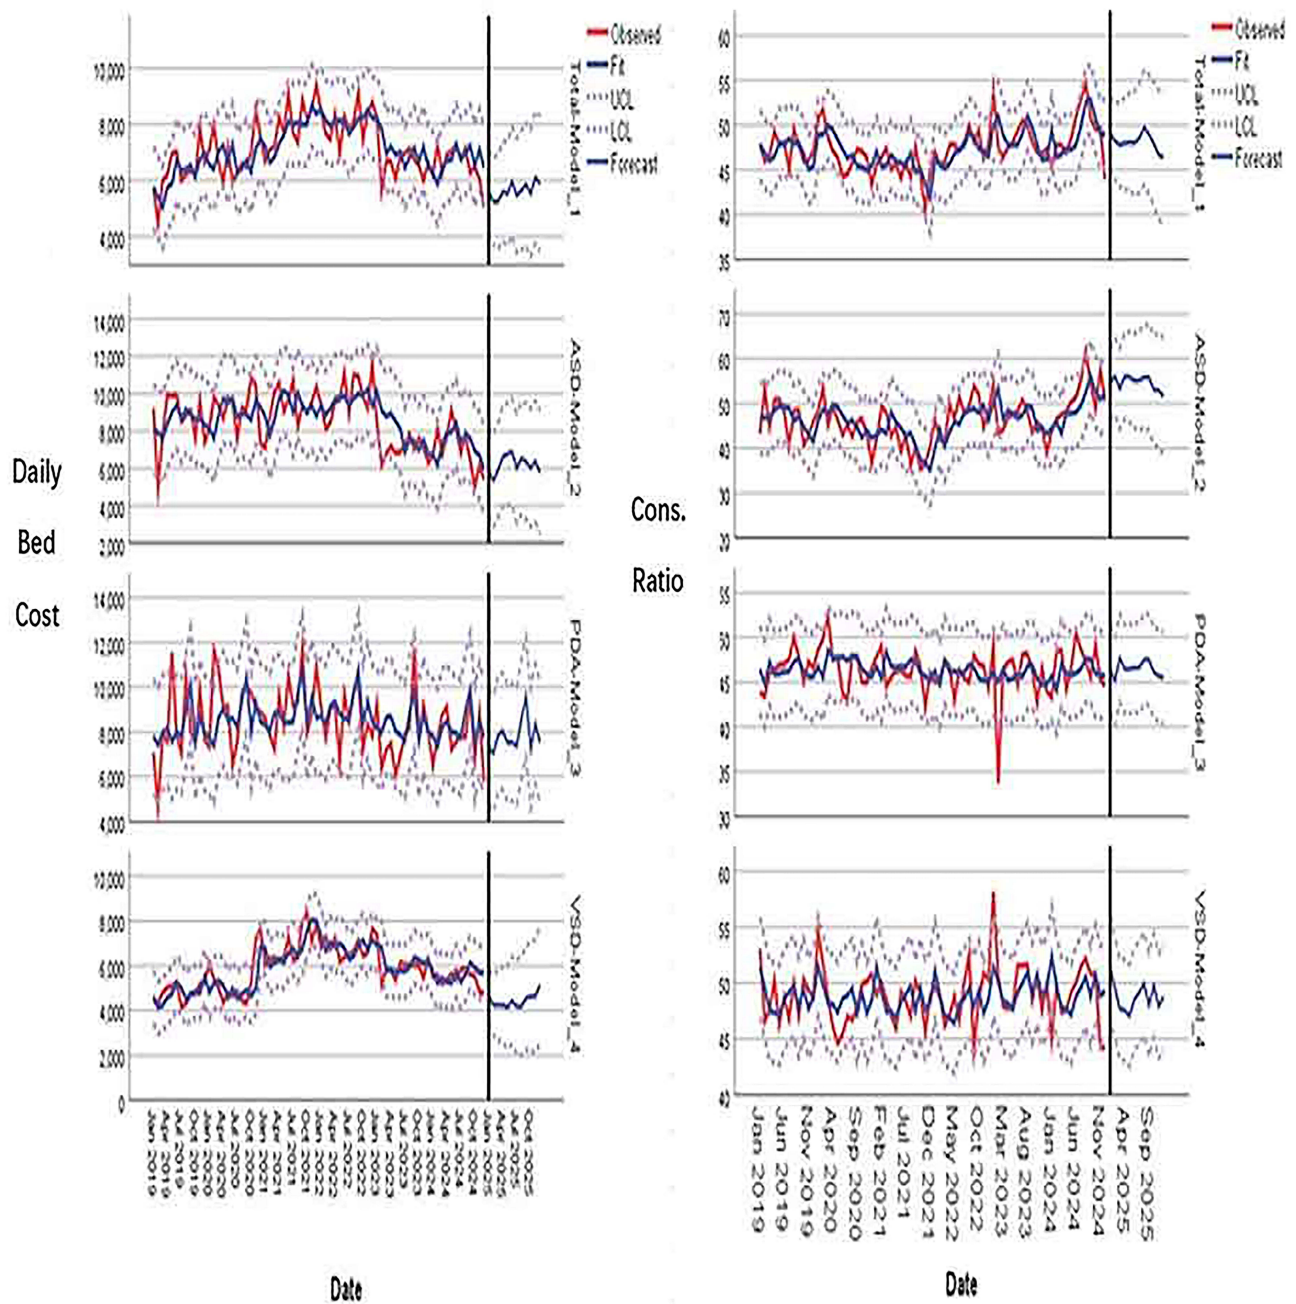 Observed
Fit
UCL
LCL
Forecast
10,000
8,000
6,000
4,000
Total-Model_1
14,000
12,000
10,000
8,000
6,000
4,000
2,000
ASD-Model_2
Daily
Bed
Cost
14,000
12,000
10,000
8,000
6,000
4,000
PDA-Model_3
10,000
8,000
6,000
4,000
2,000
0
VSD-Model_4
Jan 2019
Apr 2019
Jul 2019
Oct 2019
Jan 2020
Apr 2020
Jul 2020
Oct 2020
Jan 2021
Apr 2021
Jul 2021
Oct 2021
Jan 2022
Apr 2022
Jul 2022
Oct 2022
Jan 2023
Apr 2023
Jul 2023
Oct 2023
Jan 2024
Apr 2024
Jul 2024
Oct 2024
Jan 2025
Apr 2025
Jul 2025
Oct 2025
Date
Observed
Fit
UCL
LCL
Forecast
60
55
50
45
40
35
Total-Model_1
70
60
50
40
30
20
ASD-Model_2
Cons.
Ratio
55
50
45
40
35
30
PDA-Model_3
60
55
50
45
40
VSD-Model_4
Jan 2019
Jun 2019
Nov 2019
Apr 2020
Sep 2020
Feb 2021
Jul 2021
Dec 2021
May 2022
Oct 2022
Mar 2023
Aug 2023
Jan 2024
Jun 2024
Nov 2024
Apr 2025
Sep 2025
Date